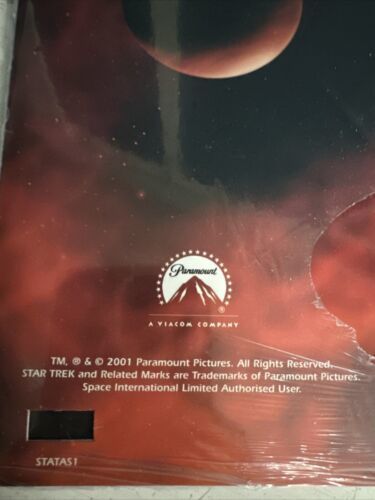 Paramount
®
A VIACOM COMPANY
TM, ® & © 2001 Paramount Pictures. All Rights Reserved.
STAR TREK and Related Marks are Trademarks of Paramount Pictures.
Space International Limited Authorised User.
STATAS1